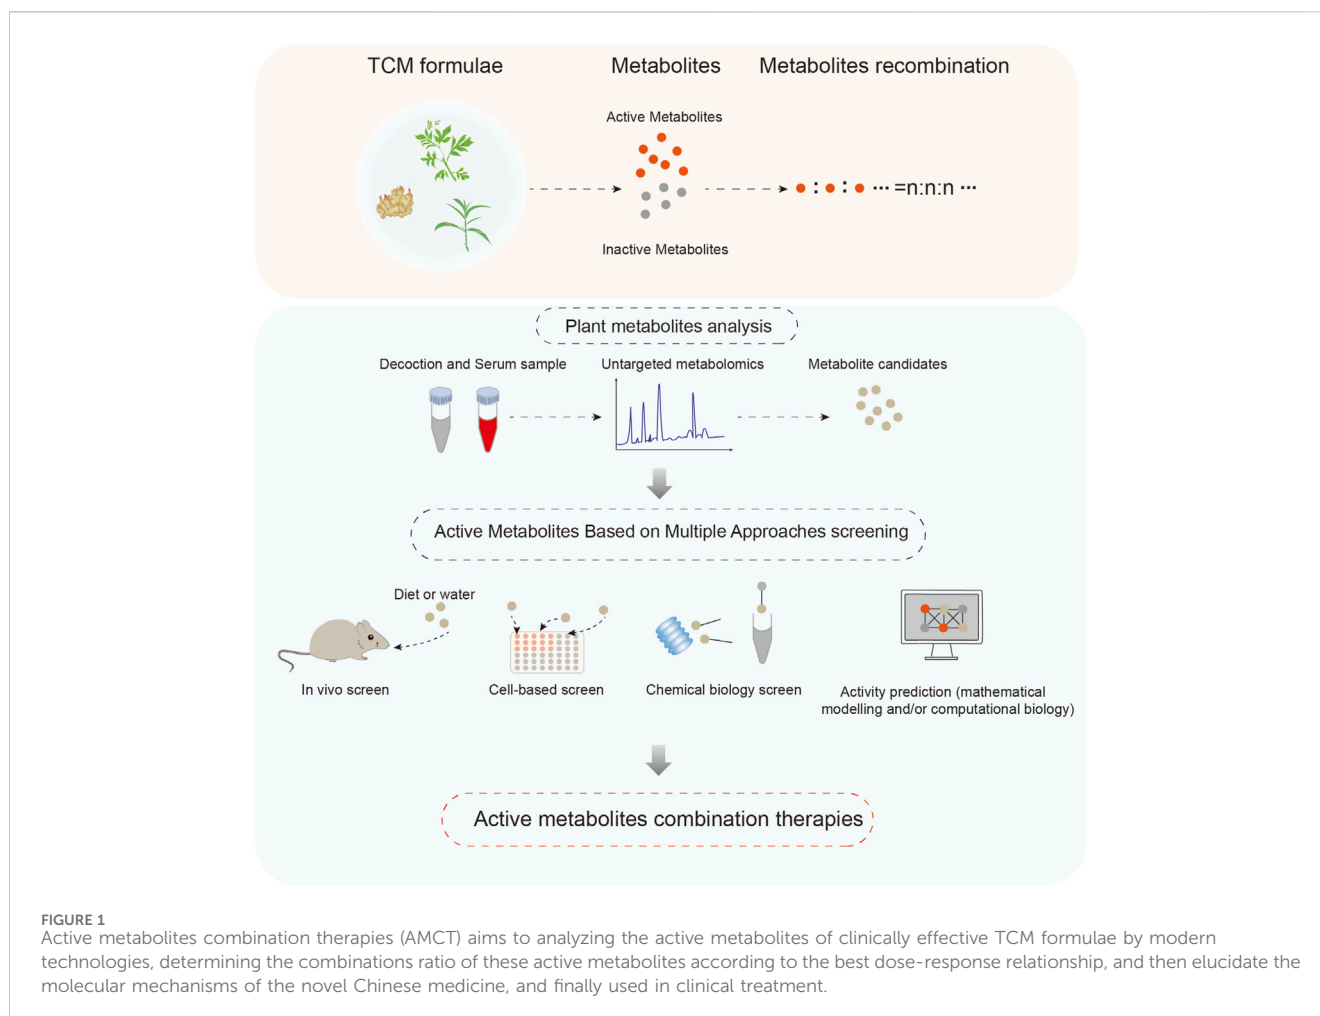 TCM formulae
Metabolites
Metabolites recombination
Active Metabolites
: : ··· =n:n:n ···
Inactive Metabolites
Plant metabolites analysis
Decoction and Serum sample
Untargeted metabolomics
Metabolite candidates
Active Metabolites Based on Multiple Approaches screening
Diet or water
In vivo screen
Cell-based screen
Chemical biology screen
Activity prediction (mathematical
modelling and/or computational biology)
Active metabolites combination therapies
FIGURE 1
Active metabolites combination therapies (AMCT) aims to analyzing the active metabolites of clinically effective TCM formulae by modern
technologies, determining the combinations ratio of these active metabolites according to the best dose-response relationship, and then elucidate the
molecular mechanisms of the novel Chinese medicine, and finally used in clinical treatment.